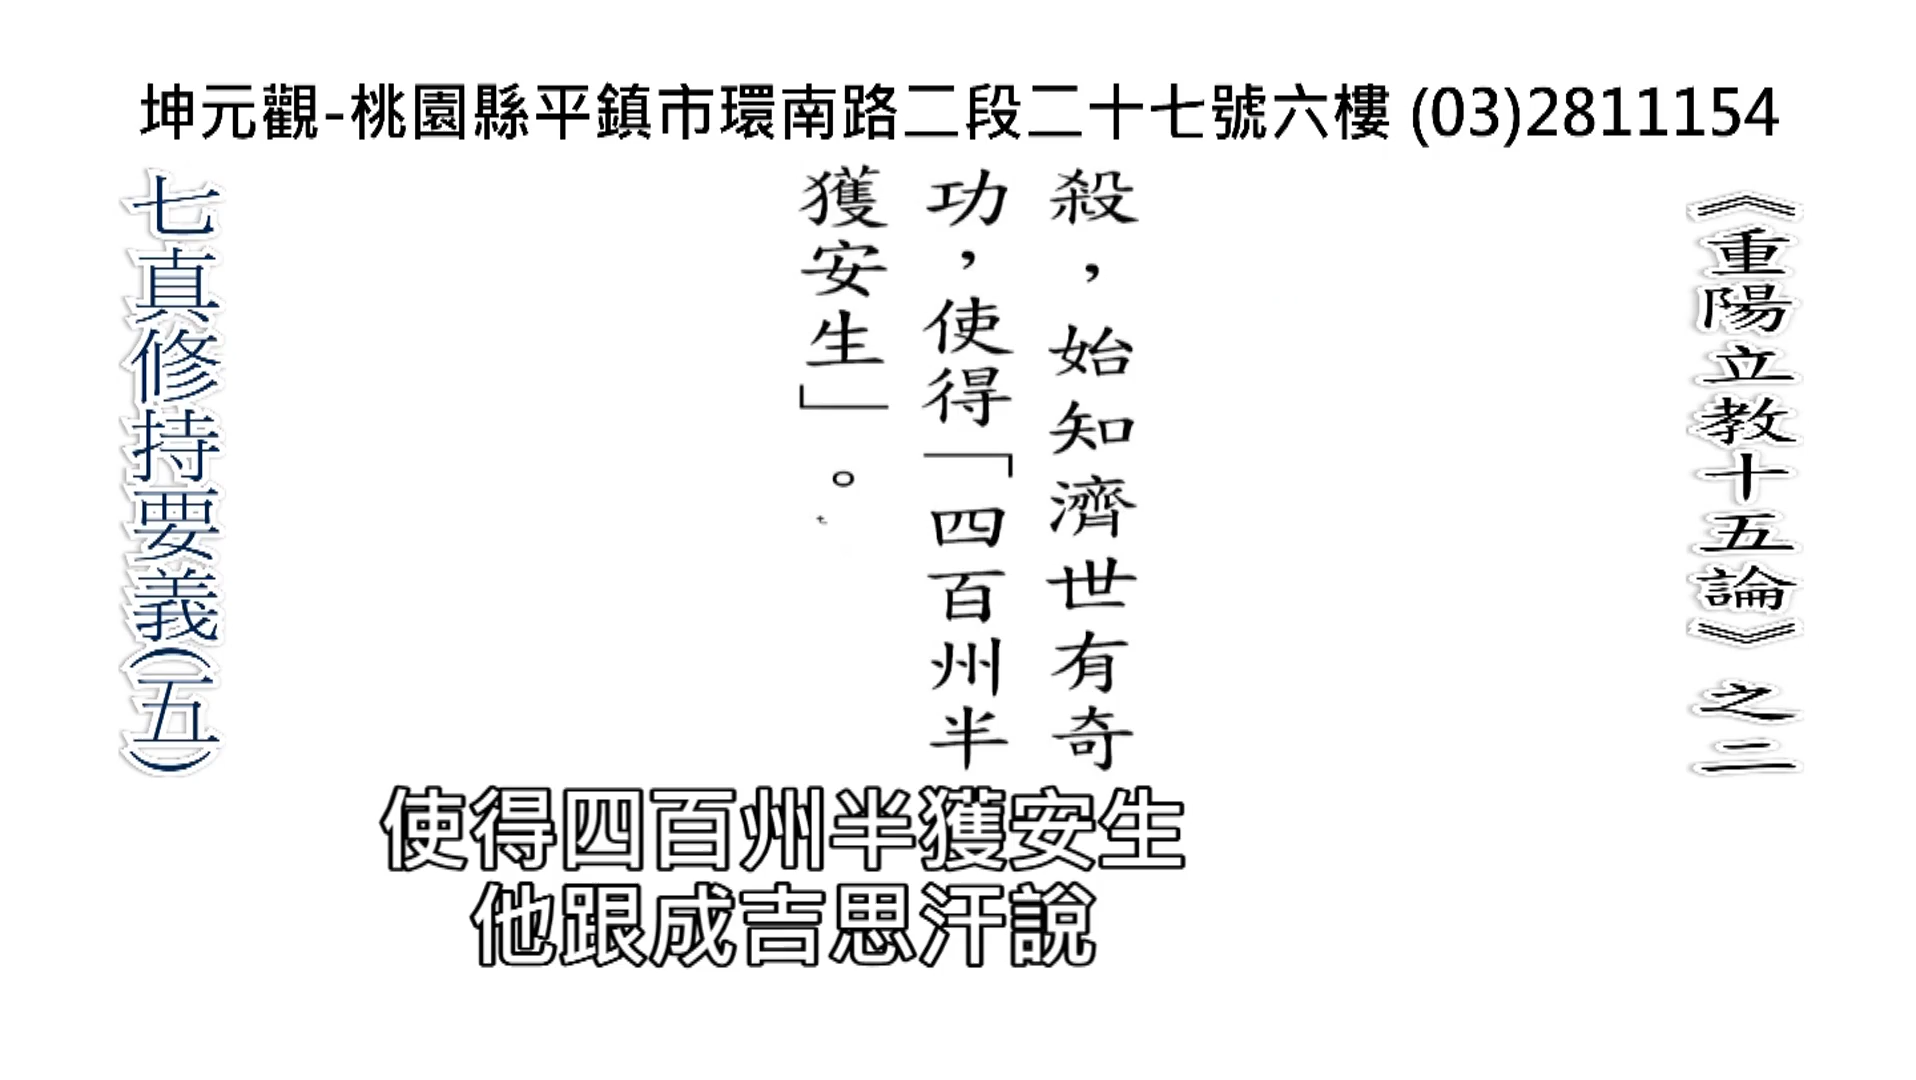 坤元觀-桃園縣平鎮市環南路二段二十七號六樓 (03)2811154
《重陽立教十五論》之二
殺，始知濟世有奇
功，使得「四百州半
獲安生」。
七真修持要義(五)
使得四百州半獲安生
他跟成吉思汗說